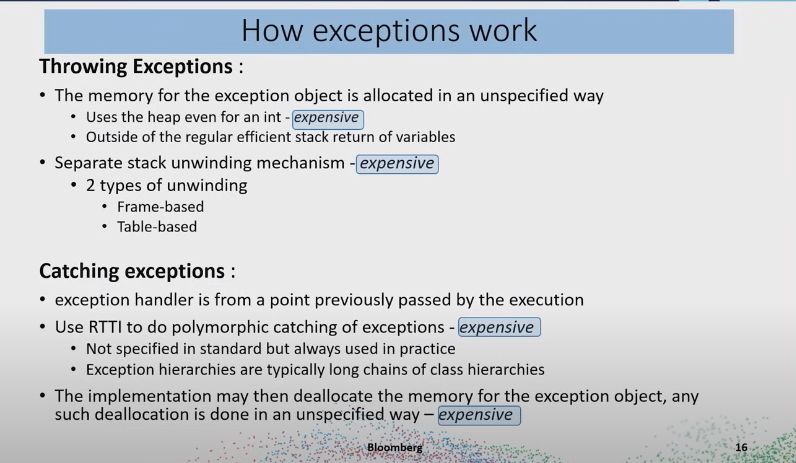 How exceptions work
Throwing Exceptions :
• The memory for the exception object is allocated in an unspecified way
• Uses the heap even for an int - expensive
• Outside of the regular efficient stack return of variables
• Separate stack unwinding mechanism - expensive
• 2 types of unwinding
• Frame-based
• Table-based
Catching exceptions :
• exception handler is from a point previously passed by the execution
• Use RTTI to do polymorphic catching of exceptions - expensive
• Not specified in standard but always used in practice
• Exception hierarchies are typically long chains of class hierarchies
• The implementation may then deallocate the memory for the exception object, any
such deallocation is done in an unspecified way – expensive
Bloomberg
16